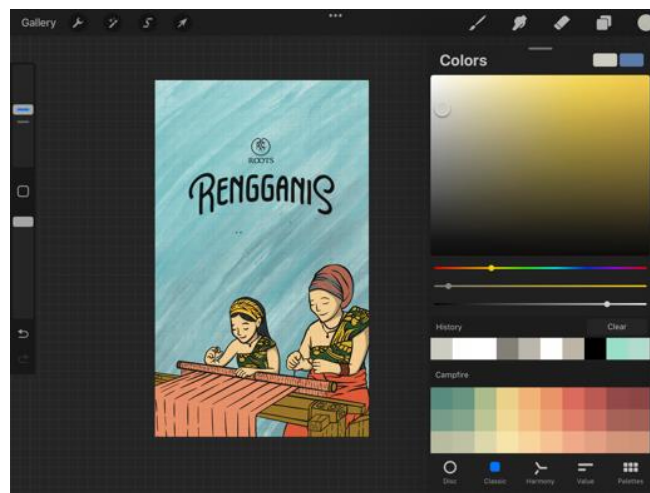 Gallery
Colors
ROOTS
RENGGANIS
History
Clear
Campfire
Disc
Classic
Harmony
Value
Palettes